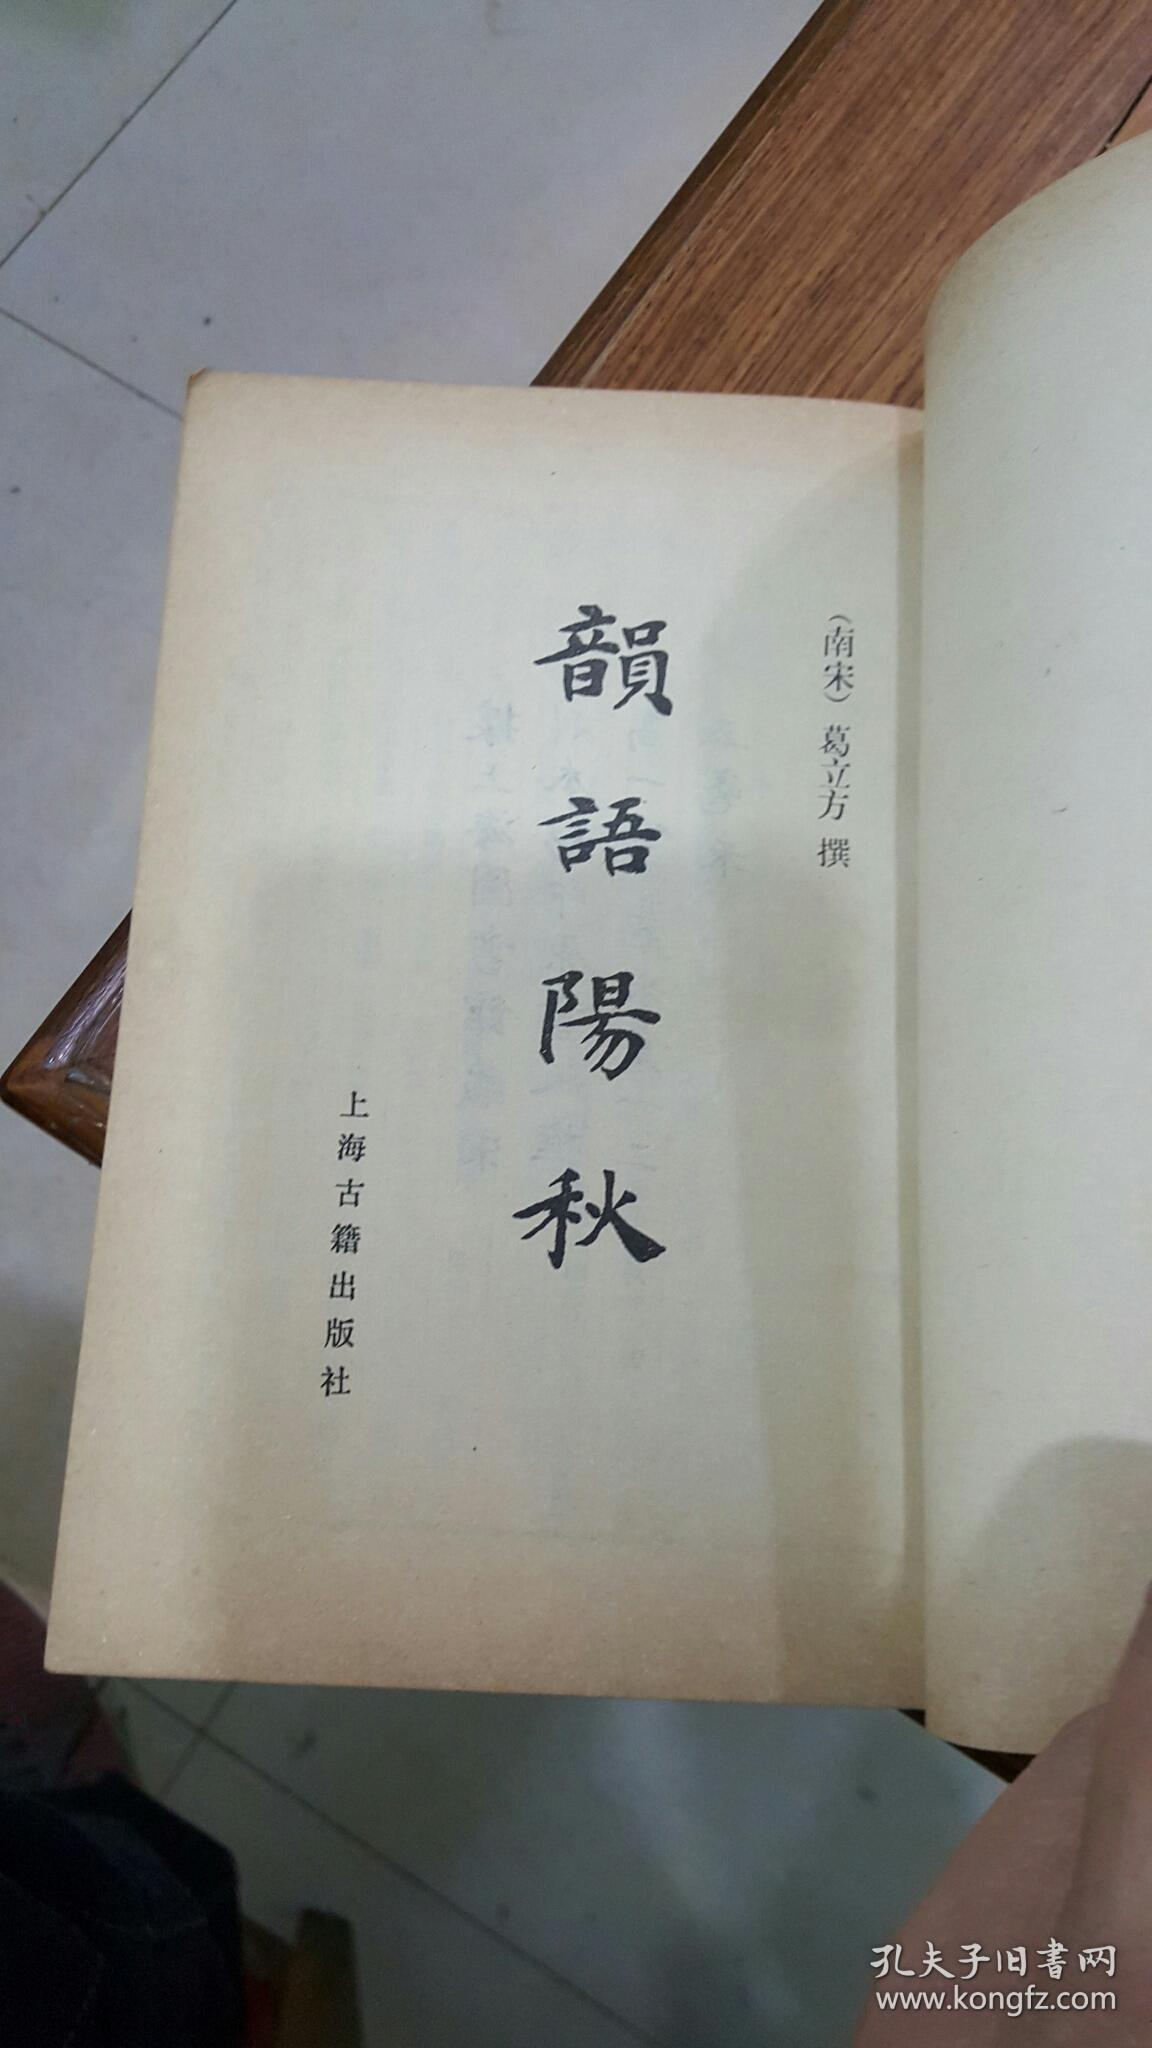 （南宋）葛立方 撰
韻語陽秋
上海古籍出版社
孔夫子旧書网
www.kongfz.com